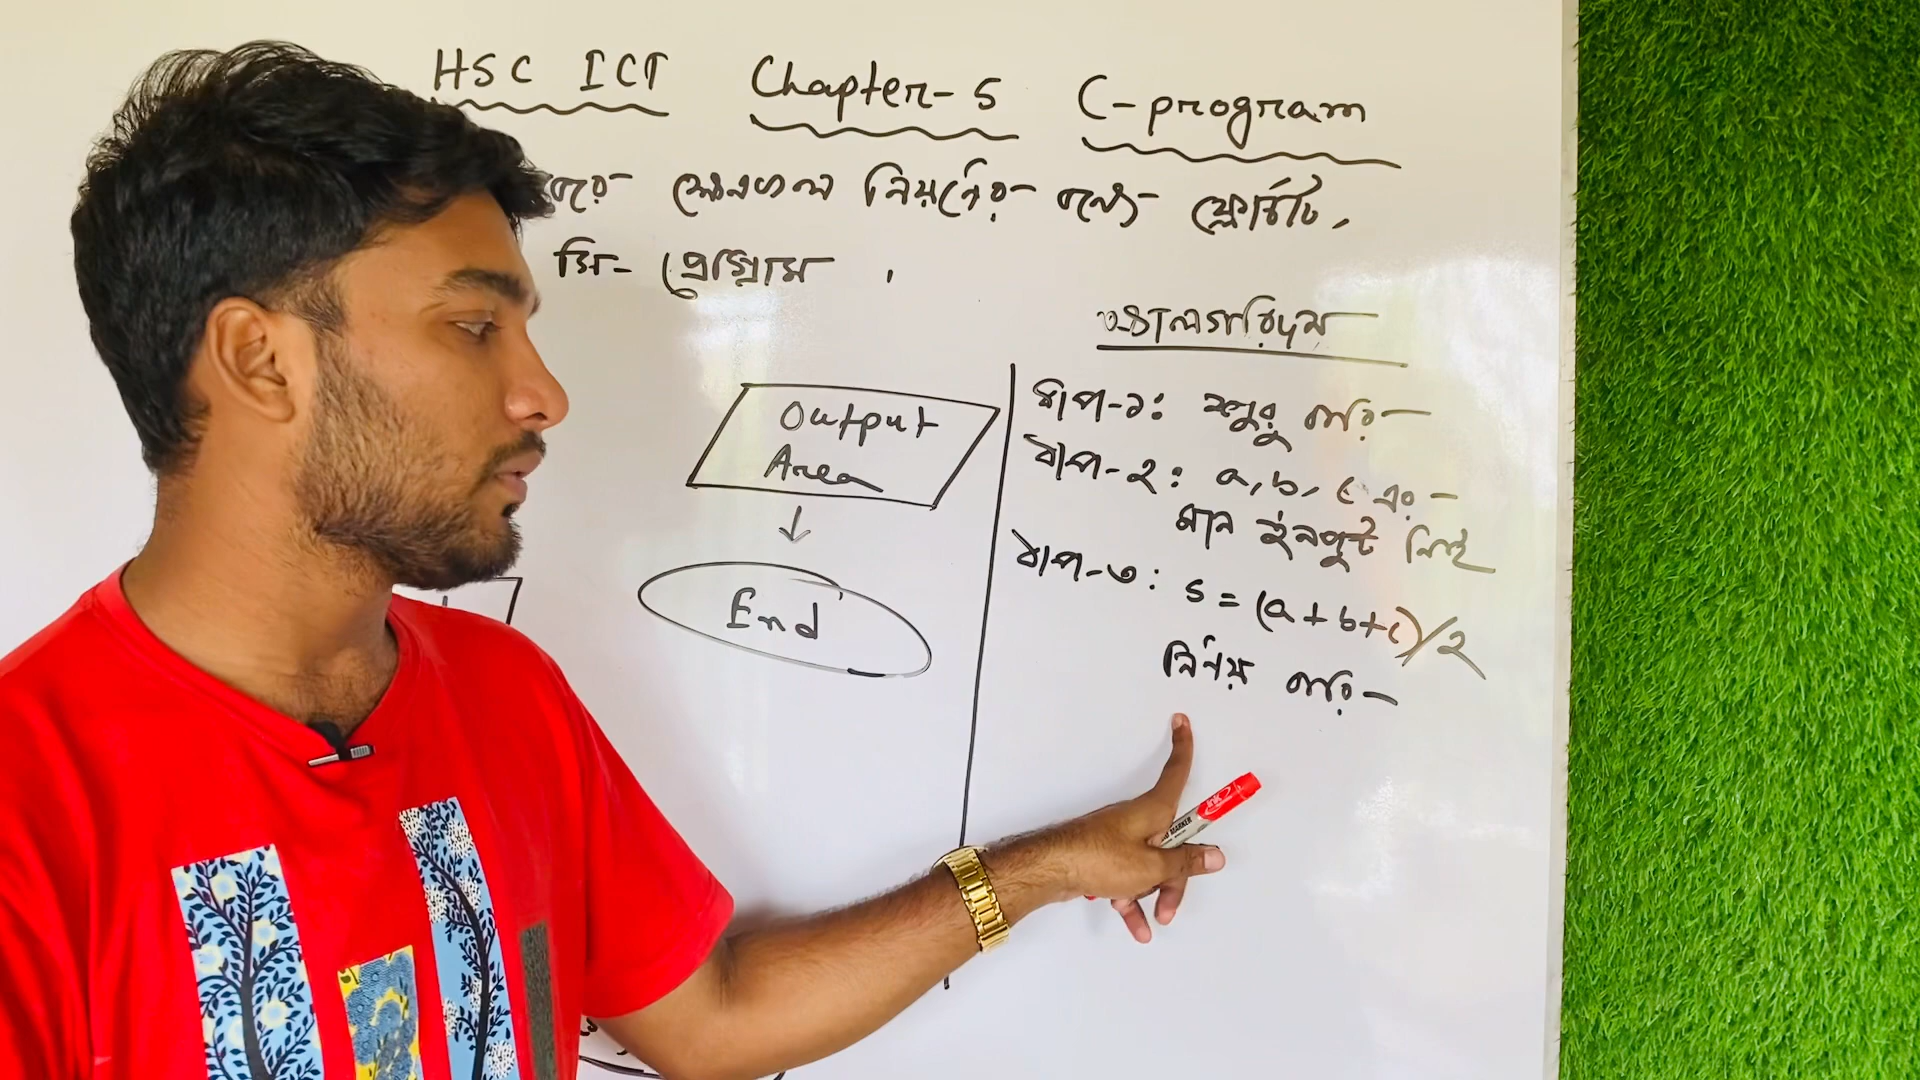 HSC ICT Chapter-5 C-program
ক্ষেত্রফল নির্ণয়ের জন্য ফ্লোচার্ট,
সি- প্রোগ্রাম ।
Output
Area
End
অ্যালগরিদম
ধাপ-১: শুরু করি
ধাপ-২: a, b, c এর
মান ইনপুট নিই
ধাপ-৩: s = (a+b+c)/2
নির্ণয় করি